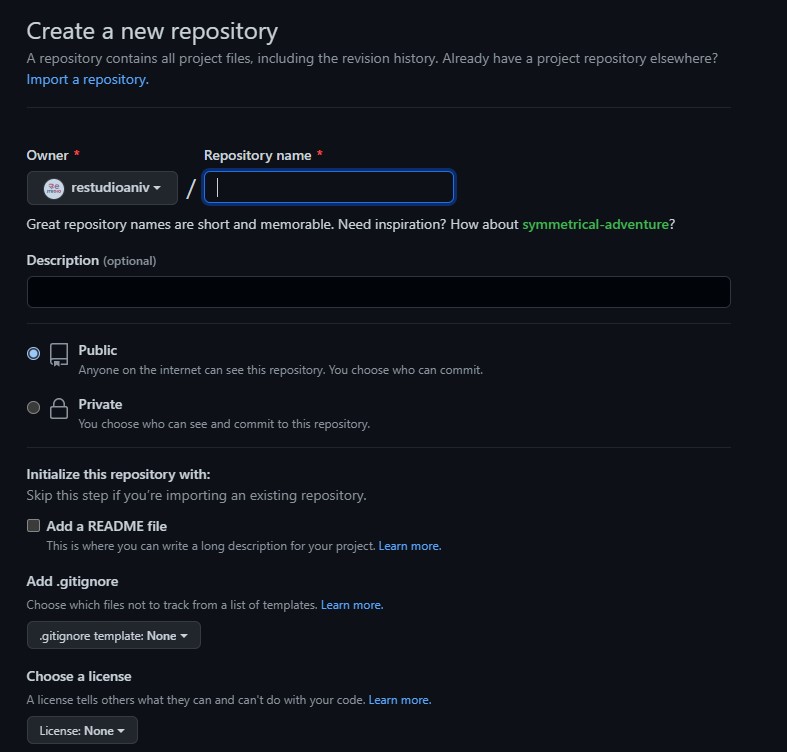 Create a new repository
A repository contains all project files, including the revision history. Already have a project repository elsewhere?
Import a repository.
Owner *
Repository name *
restudioaniv /
Great repository names are short and memorable. Need inspiration? How about symmetrical-adventure?
Description (optional)
Public
Anyone on the internet can see this repository. You choose who can commit.
Private
You choose who can see and commit to this repository.
Initialize this repository with:
Skip this step if you’re importing an existing repository.
Add a README file
This is where you can write a long description for your project. Learn more.
Add .gitignore
Choose which files not to track from a list of templates. Learn more.
.gitignore template: None
Choose a license
A license tells others what they can and can't do with your code. Learn more.
License: None